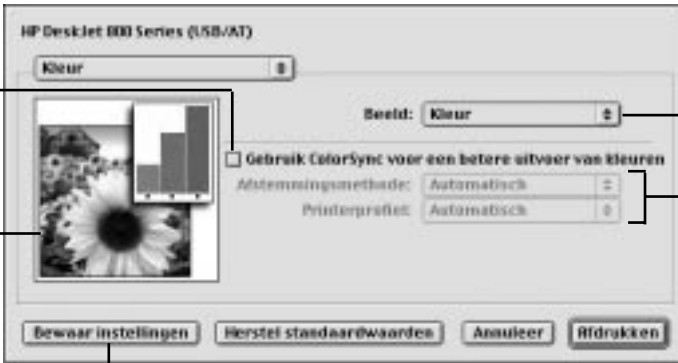 HP DeskJet 800 Series (USB/AT)
Kleur
Beeld: Kleur
Gebruik ColorSync voor een betere uitvoer van kleuren
Afstemmingsmethode: Automatisch
Printerprofiel: Automatisch
Bewaar instellingen Herstel standaardwaarden Annuleer Afdrukken